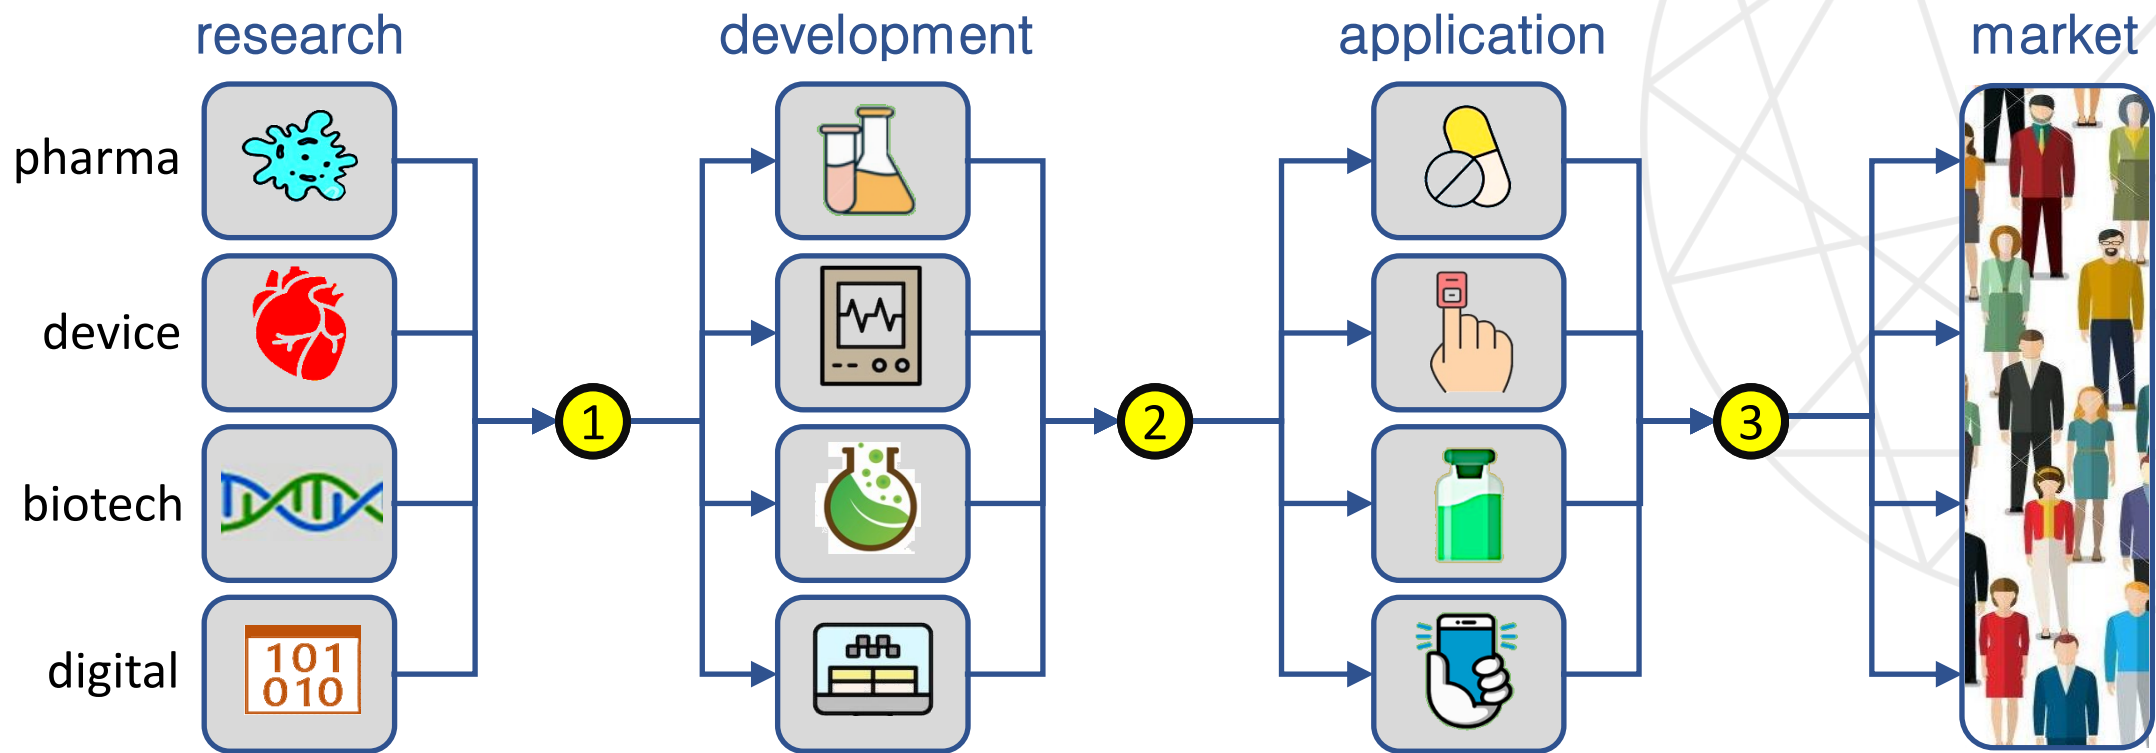 research development application market
pharma
device
1 2 3
biotech
digital
101
010